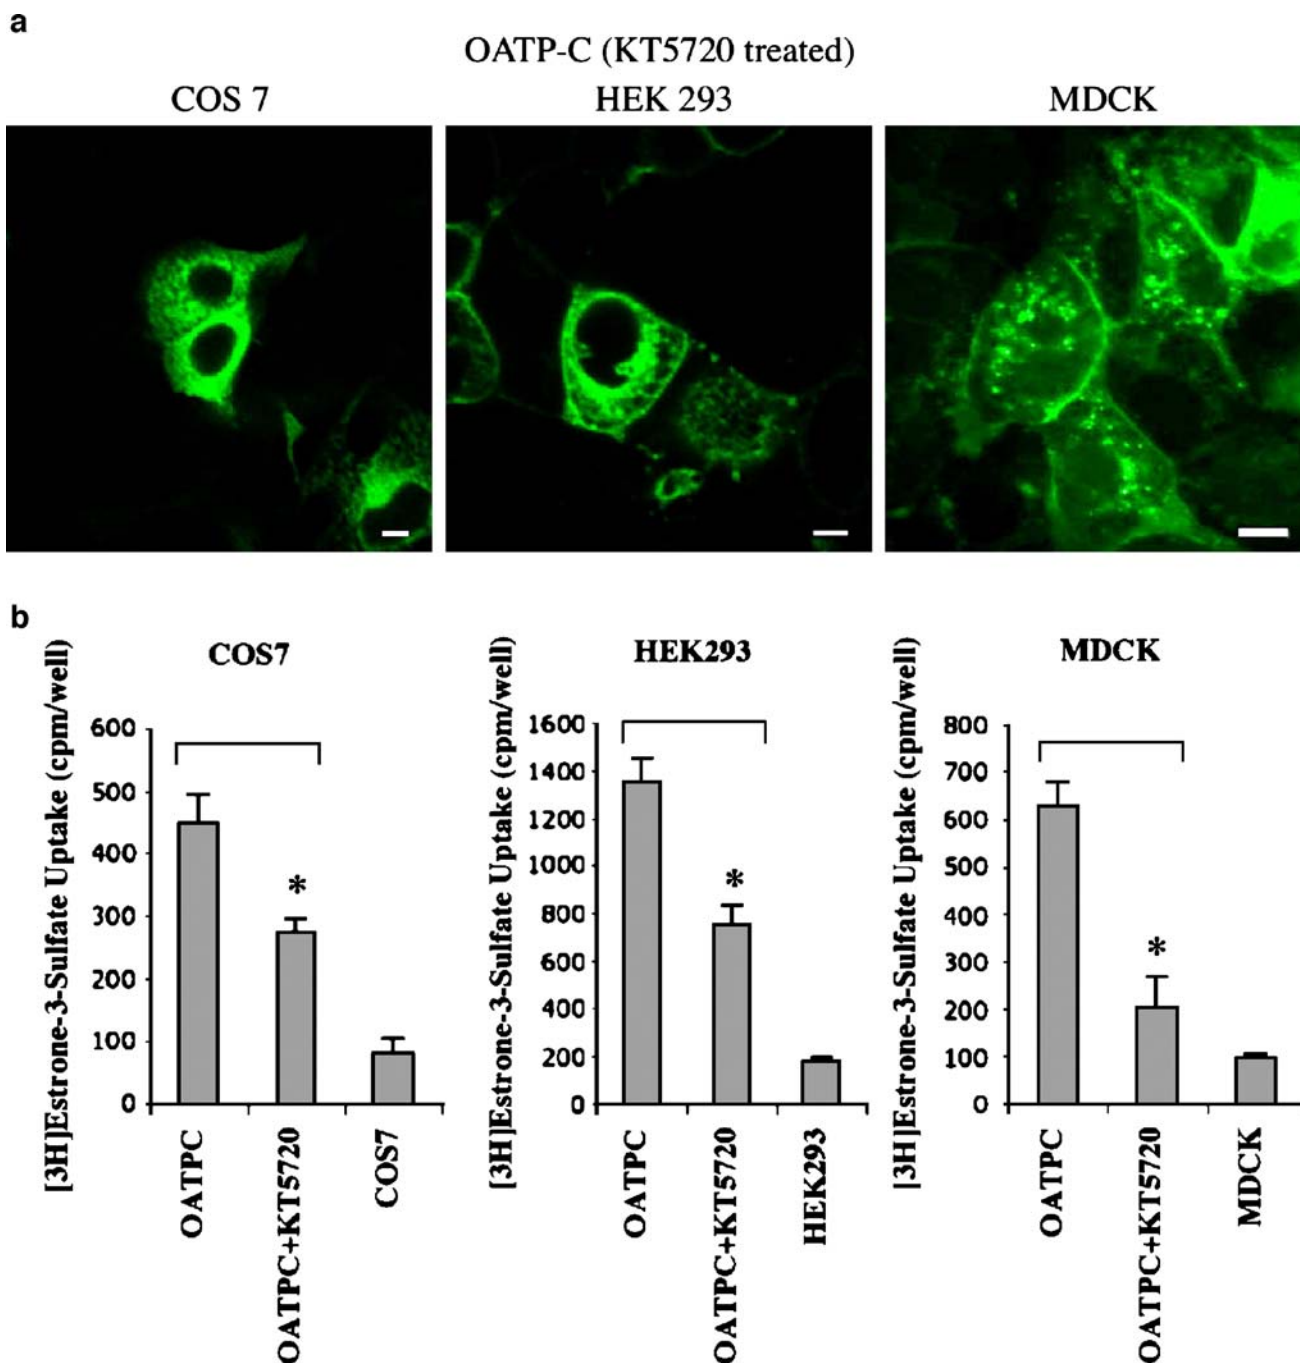 a
OATP-C (KT5720 treated)
COS 7
HEK 293
MDCK
b
COS7
[3H]Estrone-3-Sulfate Uptake (cpm/well)
600
500
400
300
200
100
0
*
OATPC
OATPC+KT5720
COS7
HEK293
[3H]Estrone-3-Sulfate Uptake (cpm/well)
1600
1400
1200
1000
800
600
400
200
0
*
OATPC
OATPC+KT5720
HEK293
MDCK
[3H]Estrone-3-Sulfate Uptake (cpm/well)
800
700
600
500
400
300
200
100
0
*
OATPC
OATPC+KT5720
MDCK